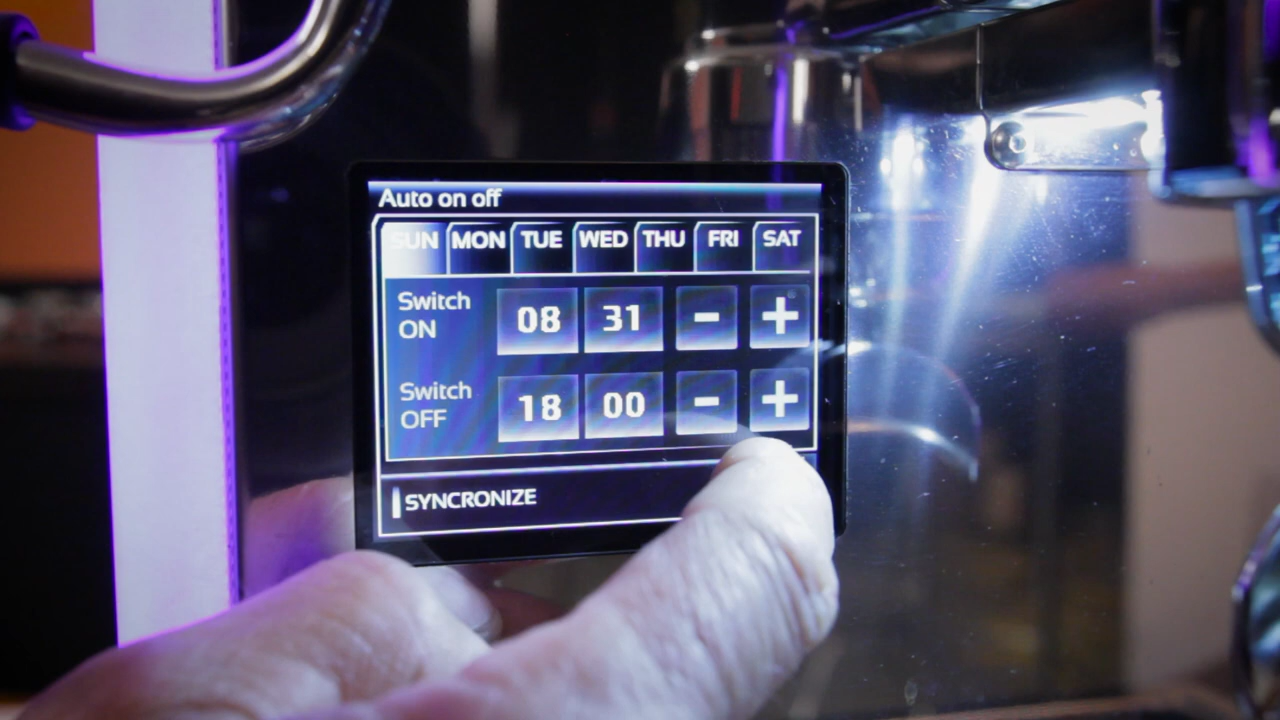 Auto on off
SUN MON TUE WED THU FRI SAT
Switch 08 31 - +
ON
Switch 18 00 - +
OFF
SYNCRONIZE